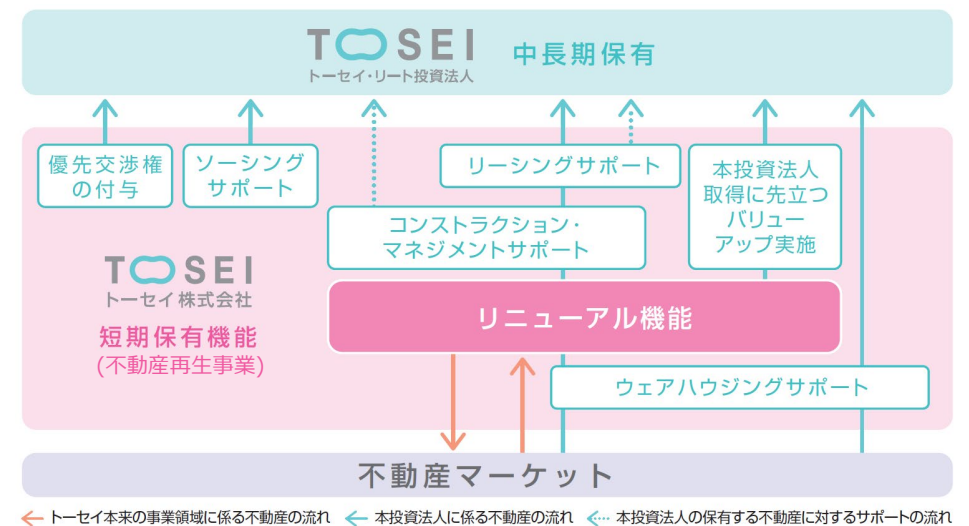 TOSEI 中長期保有
トーセイ・リート投資法人
優先交渉権
の付与
ソーシング
サポート
リーシングサポート
本投資法人
取得に先立つ
バリュー
アップ実施
コンストラクション・
マネジメントサポート
TOSEI
トーセイ株式会社
短期保有機能
(不動産再生事業)
リニューアル機能
ウェアハウジングサポート
不動産マーケット
トーセイ本来の事業領域に係る不動産の流れ 本投資法人に係る不動産の流れ 本投資法人の保有する不動産に対するサポートの流れ